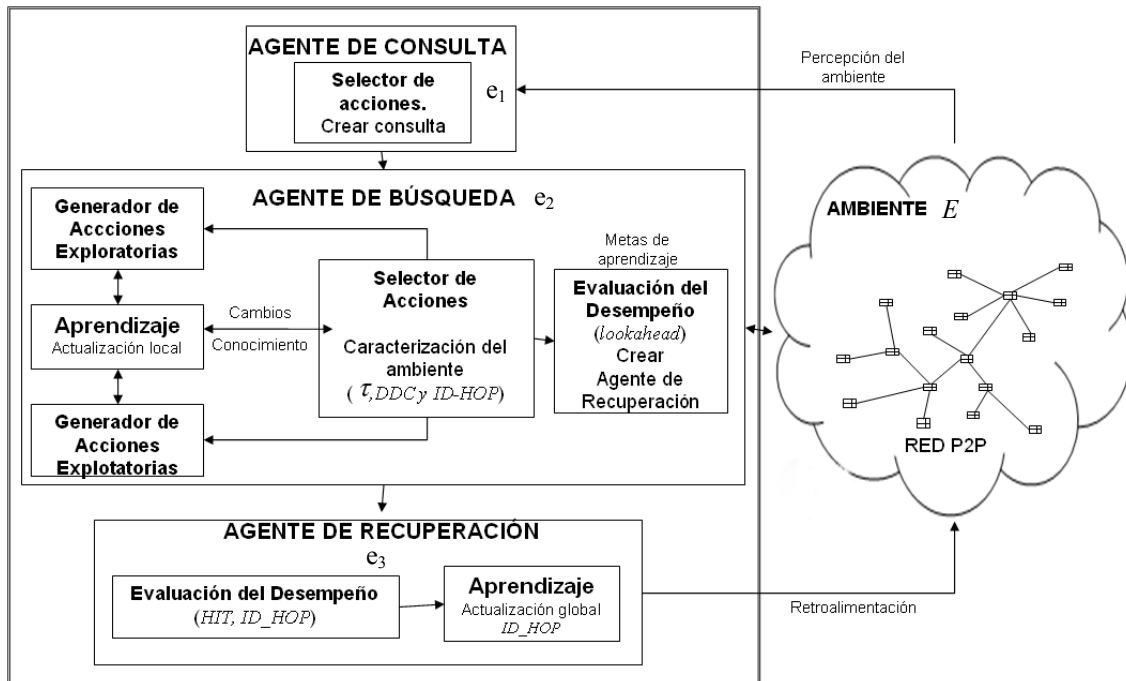 AGENTE DE CONSULTA
Selector de
acciones.
Crear consulta
e1
Percepción del
ambiente
AGENTE DE BÚSQUEDA e2
Generador de
Accciones
Exploratorias
Aprendizaje
Actualización local
Generador de
Acciones
Explotatorias
Cambios
Conocimiento
Selector de
Acciones
Caracterización del
ambiente
( τ,DDC y ID-HOP)
Metas de
aprendizaje
Evaluación del
Desempeño
(lookahead)
Crear
Agente de
Recuperación
AMBIENTE E
RED P2P
AGENTE DE RECUPERACIÓN
e3
Evaluación del Desempeño
(HIT, ID_HOP)
Aprendizaje
Actualización global
ID_HOP
Retroalimentación